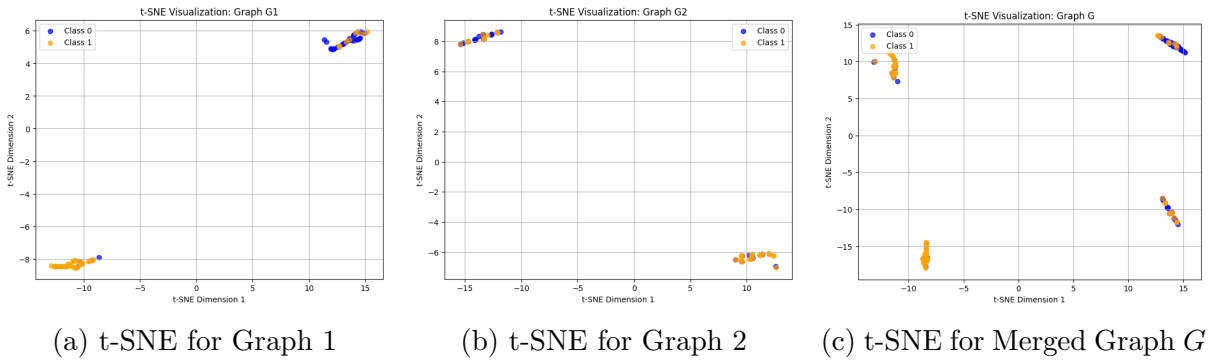 t-SNE Visualization: Graph G1
Class 0
Class 1
t-SNE Dimension 2
6
4
2
0
−2
−4
−6
−8
−10
−5
0
5
10
15
t-SNE Dimension 1
(a) t-SNE for Graph 1
t-SNE Visualization: Graph G2
Class 0
Class 1
t-SNE Dimension 2
8
6
4
2
0
−2
−4
−6
−15
−10
−5
0
5
10
t-SNE Dimension 1
(b) t-SNE for Graph 2
t-SNE Visualization: Graph G
Class 0
Class 1
t-SNE Dimension 2
15
10
5
0
−5
−10
−15
−10
−5
0
5
10
15
t-SNE Dimension 1
(c) t-SNE for Merged Graph G